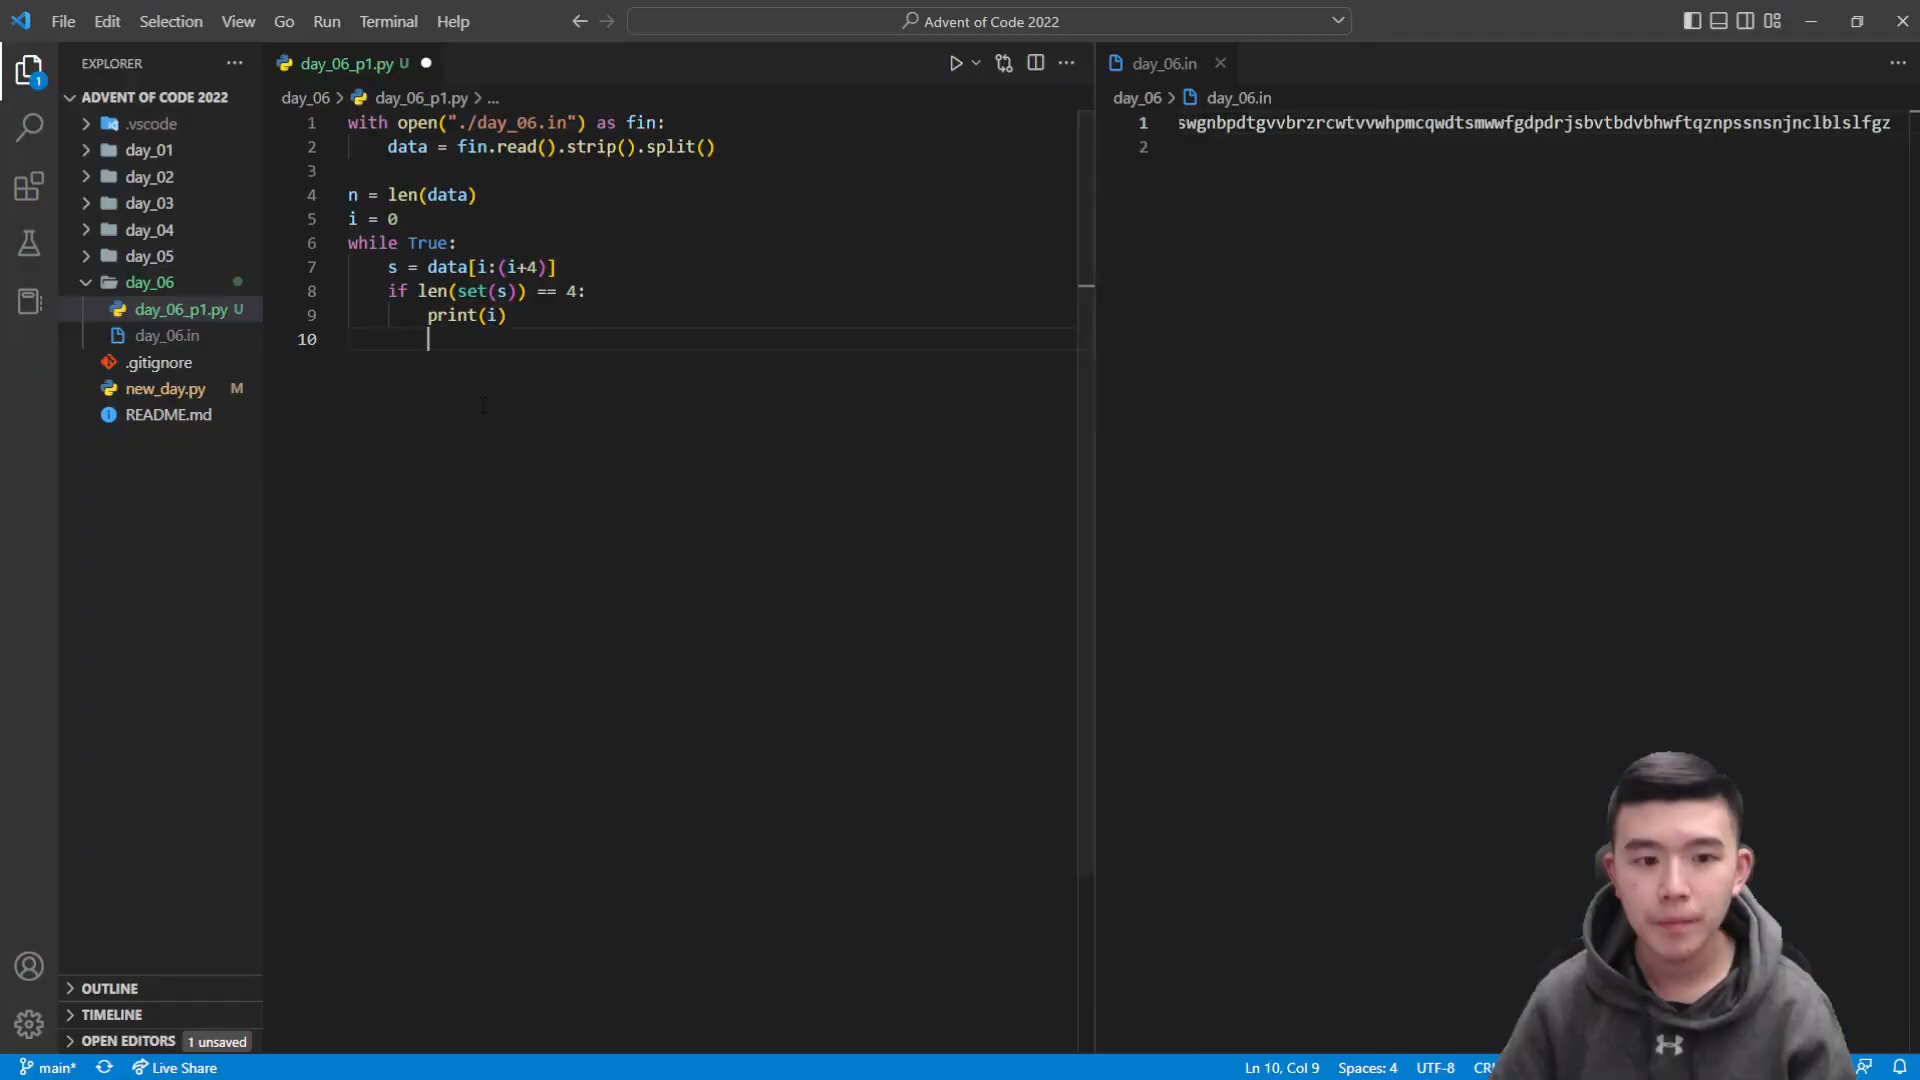 File Edit Selection View Go Run Terminal Help
Advent of Code 2022
EXPLORER
ADVENT OF CODE 2022
.vscode
day_01
day_02
day_03
day_04
day_05
day_06
day_06_p1.py U
day_06.in
.gitignore
new_day.py M
README.md
OUTLINE
TIMELINE
OPEN EDITORS 1 unsaved
day_06_p1.py U
day_06 > day_06_p1.py > ...
1 with open("./day_06.in") as fin:
2 data = fin.read().strip().split()
3
4 n = len(data)
5 i = 0
6 while True:
7 s = data[i:(i+4)]
8 if len(set(s)) == 4:
9 print(i)
10
day_06.in
day_06 > day_06.in
1 swgnbpdtgvvbrzrcwtvvwhpmcqwdtsmwwfgdpdrjsbvtbdvbhwftqznpssnsnjnclblslfgz
2
main* Live Share
Ln 10, Col 9 Spaces: 4 UTF-8